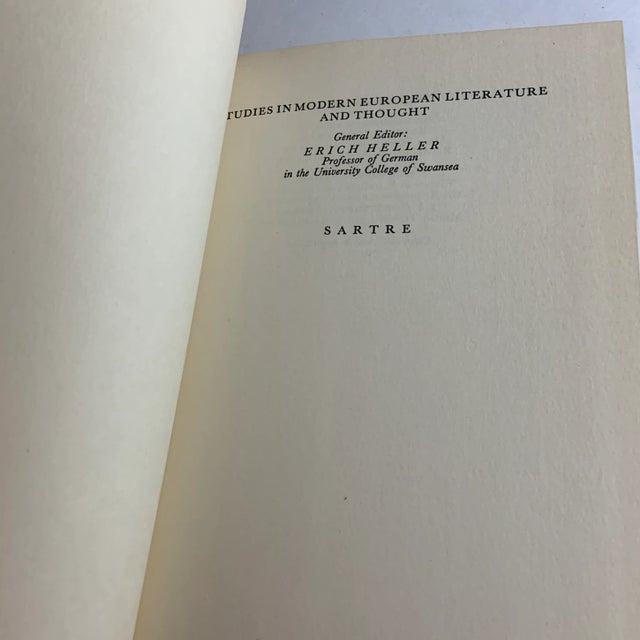 TUDIES IN MODERN EUROPEAN LITERATURE
AND THOUGHT
General Editor:
ERICH HELLER
Professor of German
in the University College of Swansea
SARTRE